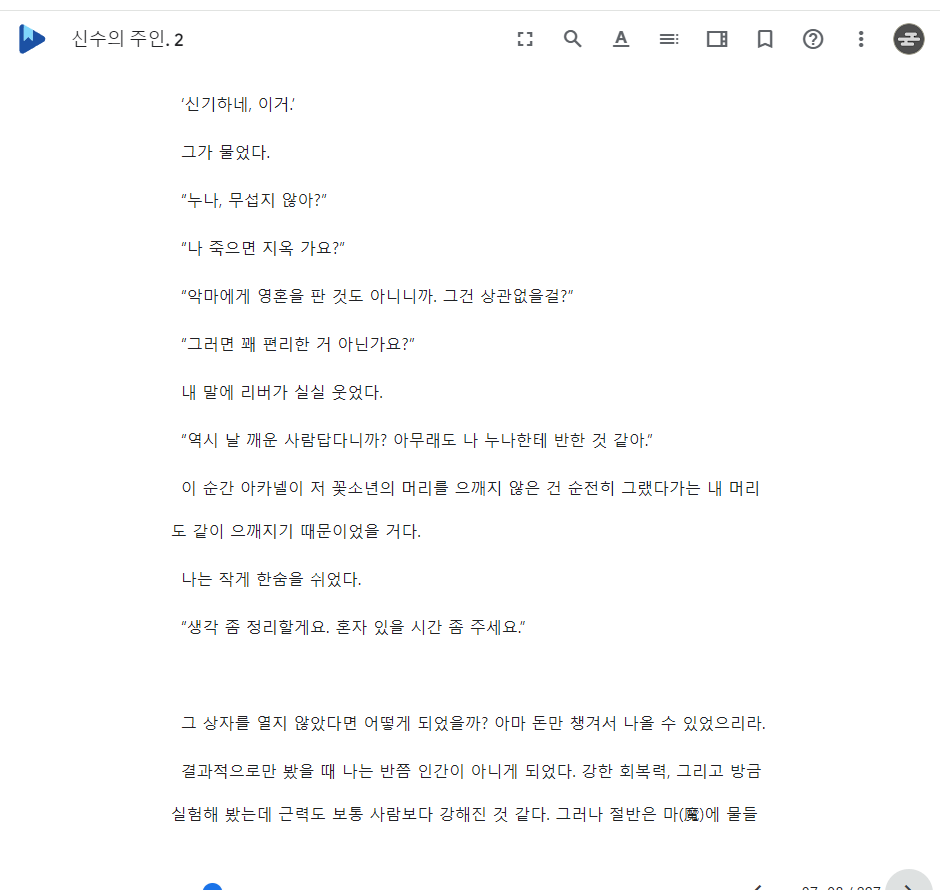 신수의 주인. 2
‘신기하네, 이거.’
그가 물었다.
“누나, 무섭지 않아?”
“나 죽으면 지옥 가요?”
“악마에게 영혼을 판 것도 아니니까. 그건 상관없을걸?”
“그러면 꽤 편리한 거 아닌가요?”
내 말에 리버가 실실 웃었다.
“역시 날 깨운 사람답다니까? 아무래도 나 누나한테 반한 것 같아.”
이 순간 아카넬이 저 꽃소년의 머리를 으깨지 않은 건 순전히 그랬다가는 내 머리
도 같이 으깨지기 때문이었을 거다.
나는 작게 한숨을 쉬었다.
“생각 좀 정리할게요. 혼자 있을 시간 좀 주세요.”
그 상자를 열지 않았다면 어떻게 되었을까? 아마 돈만 챙겨서 나올 수 있었으리라.
결과적으로만 봤을 때 나는 반쯤 인간이 아니게 되었다. 강한 회복력, 그리고 방금
실험해 봤는데 근력도 보통 사람보다 강해진 것 같다. 그러나 절반은 마(魔)에 물들